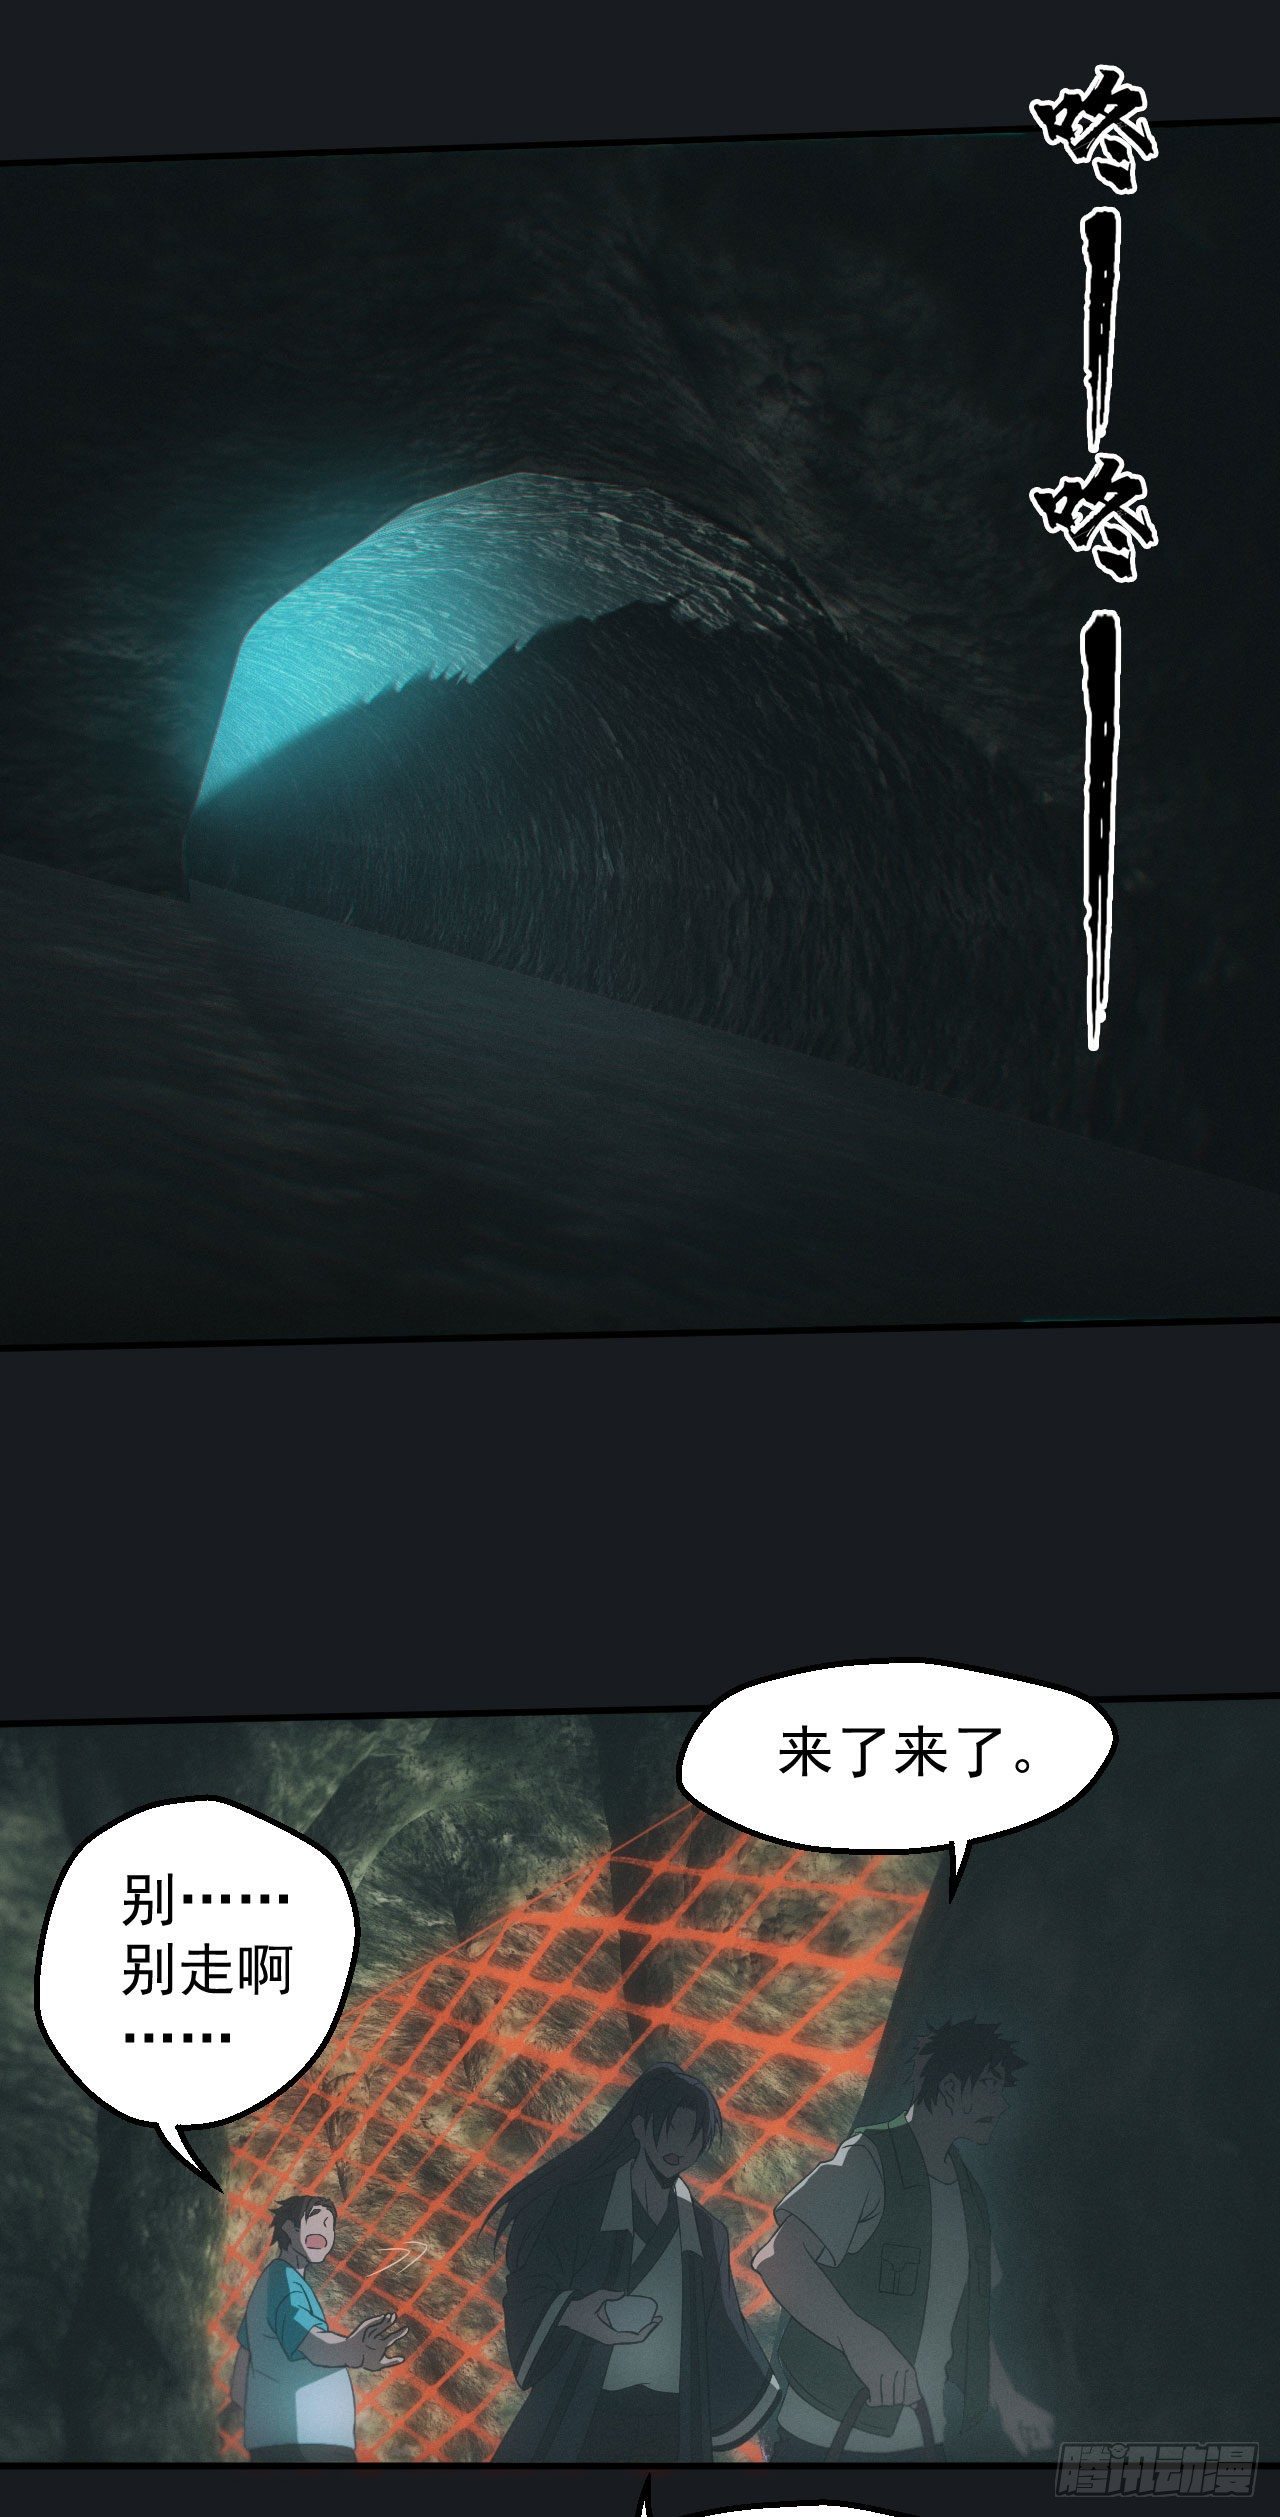 咚——咚——
来了来了。
别……
别走啊
……
腾讯动漫